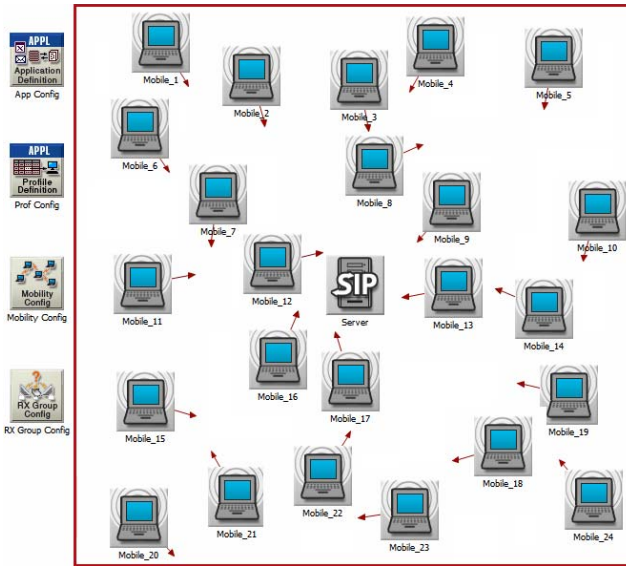 APPL
Application
Definition
App Config
APPL
Profile
Definition
Prof Config
Mobility
Config
Mobility Config
RX Group
Config
RX Group Config
Mobile_1
Mobile_2
Mobile_3
Mobile_4
Mobile_5
Mobile_6
Mobile_7
Mobile_8
Mobile_9
Mobile_10
Mobile_11
Mobile_12
SIP
Server
Mobile_13
Mobile_14
Mobile_15
Mobile_16
Mobile_17
Mobile_18
Mobile_19
Mobile_20
Mobile_21
Mobile_22
Mobile_23
Mobile_24